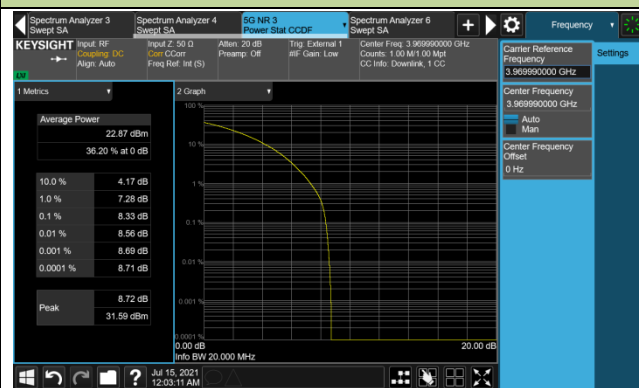 Spectrum Analyzer 3
Swept SA
Spectrum Analyzer 4
Swept SA
5G NR 3
Power Stat CCDF
Spectrum Analyzer 6
Swept SA
Frequency
KEYSIGHT
Input: RF
Coupling: DC
Align: Auto
Input Z: 50 Ω
Corr CCorr
Freq Ref: Int (S)
Atten: 20 dB
Preamp: Off
Trig: External 1
#IF Gain: Low
Center Freq: 3.969990000 GHz
Counts: 1.00 M/1.00 Mpt
CC Info: Downlink, 1 CC
LXI
Carrier Reference
Frequency
3.969990000 GHz
Settings
Center Frequency
3.969990000 GHz
Auto
Man
Center Frequency
Offset
0 Hz
1 Metrics
Average Power
22.87 dBm
36.20 % at 0 dB
10.0 % 4.17 dB
1.0 % 7.28 dB
0.1 % 8.33 dB
0.01 % 8.56 dB
0.001 % 8.69 dB
0.0001 % 8.71 dB
Peak
8.72 dB
31.59 dBm
2 Graph
100 %
10 %
1 %
0.1 %
0.01 %
0.001 %
0.0001 %
0.00 dB 20.00 dB
Info BW 20.000 MHz
?
Jul 15, 2021
12:03:11 AM